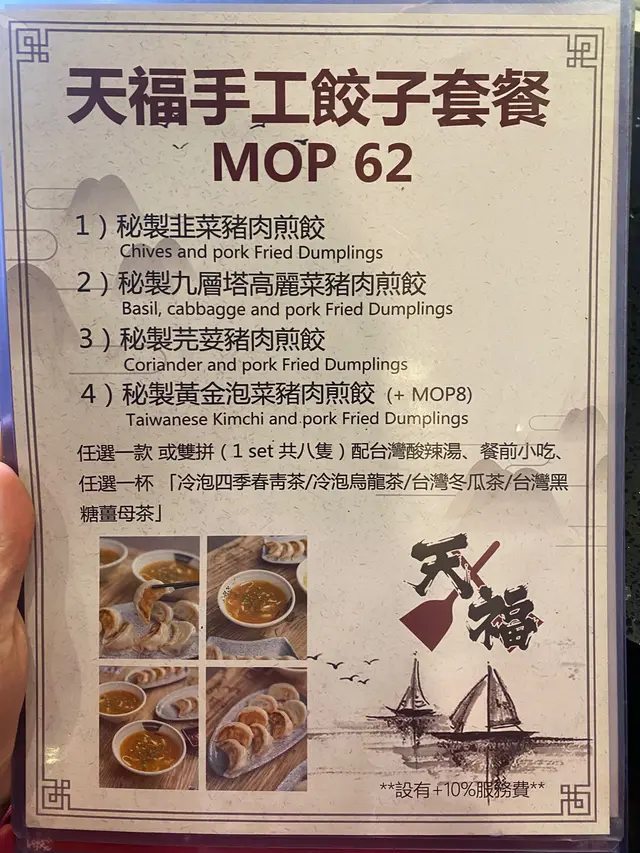 天福手工餃子套餐
MOP 62
1）秘製韭菜豬肉煎餃
Chives and pork Fried Dumplings
2）秘製九層塔高麗菜豬肉煎餃
Basil, cabbagge and pork Fried Dumplings
3）秘製芫荽豬肉煎餃
Coriander and pork Fried Dumplings
4）秘製黃金泡菜豬肉煎餃 (+ MOP8)
Taiwanese Kimchi and pork Fried Dumplings
任選一款 或雙拼（1 set 共八隻）配台灣酸辣湯、餐前小吃、
任選一杯 「冷泡四季春靑茶/冷泡烏龍茶/台灣冬瓜茶/台灣黑
糖薑母茶」
天福
**設有+10%服務費**